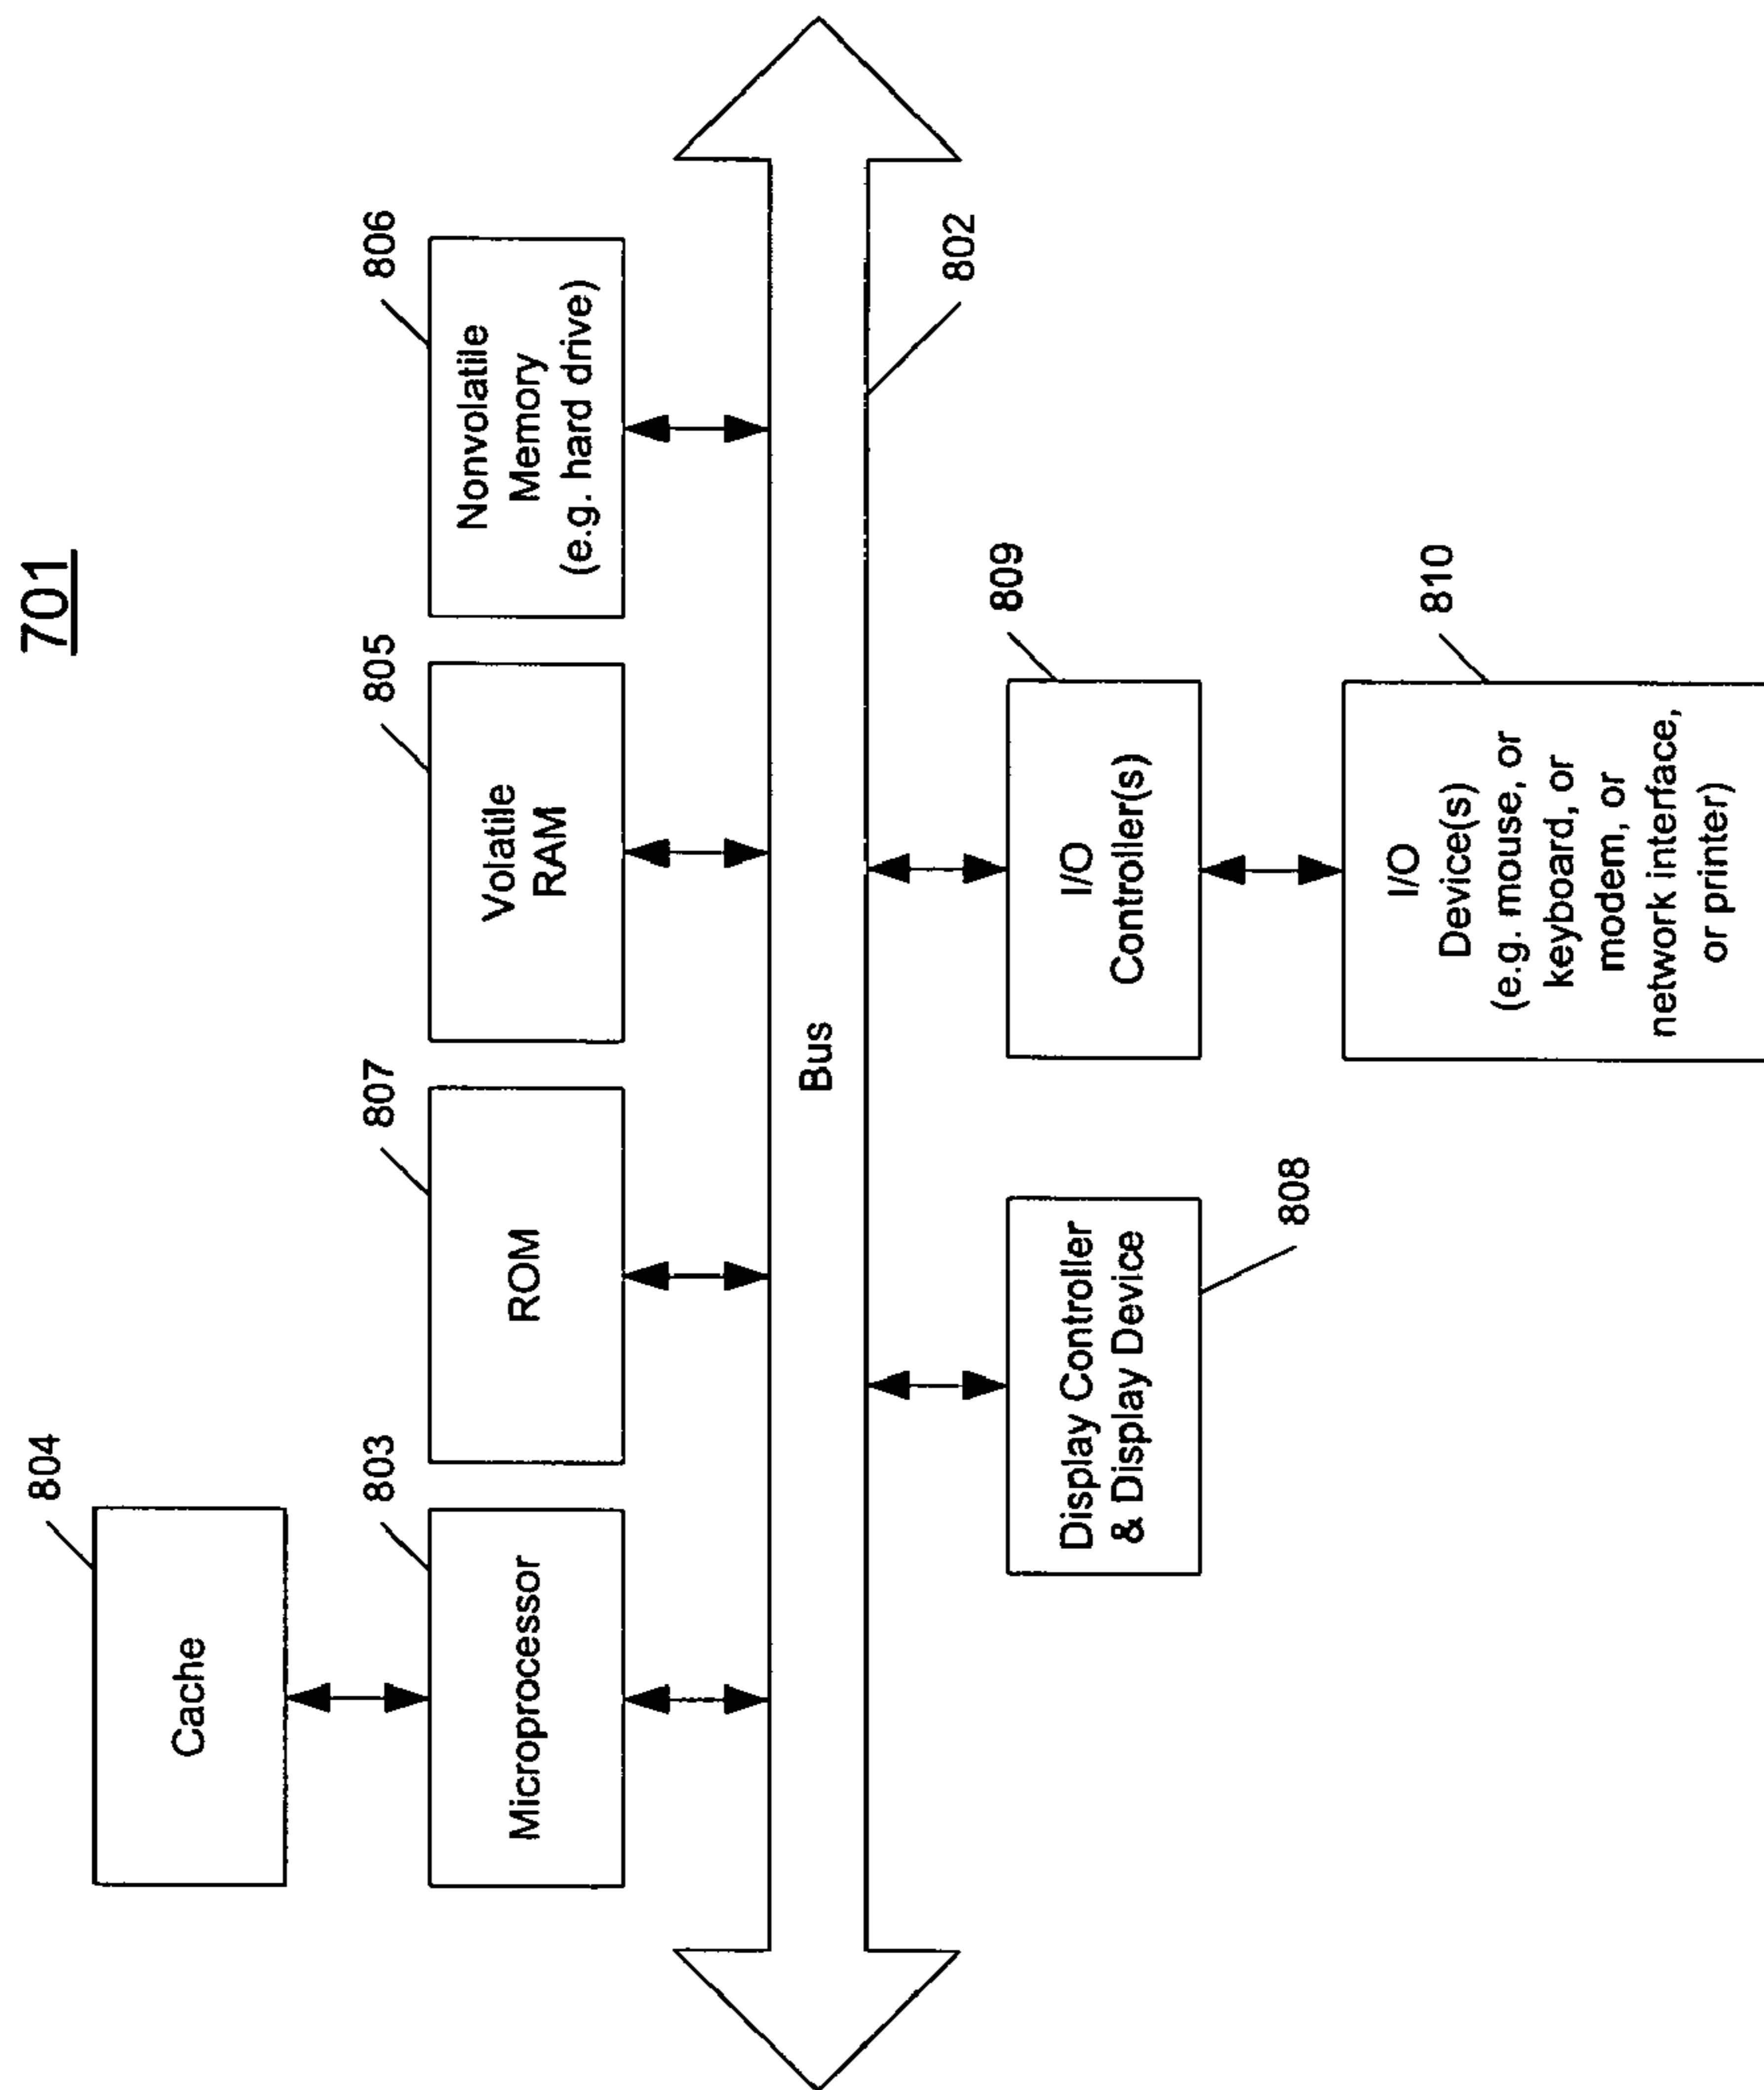 701
804
Cache
803
Microprocessor
807
ROM
805
Volatile
RAM
806
Nonvolatile
Memory
(e.g. hard drive)
Bus
802
808
Display Controller
& Display Device
809
I/O
Controller(s)
810
I/O
Device(s)
(e.g. mouse, or
keyboard, or
modem, or
network interface,
or printer)